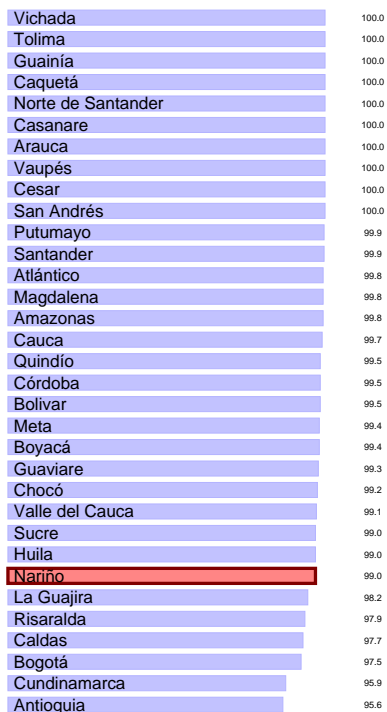 Vichada 100.0
Tolima 100.0
Guainía 100.0
Caquetá 100.0
Norte de Santander 100.0
Casanare 100.0
Arauca 100.0
Vaupés 100.0
Cesar 100.0
San Andrés 100.0
Putumayo 99.9
Santander 99.9
Atlántico 99.8
Magdalena 99.8
Amazonas 99.8
Cauca 99.7
Quindío 99.5
Córdoba 99.5
Bolivar 99.5
Meta 99.4
Boyacá 99.4
Guaviare 99.3
Chocó 99.2
Valle del Cauca 99.1
Sucre 99.0
Huila 99.0
Nariño 99.0
La Guajira 98.2
Risaralda 97.9
Caldas 97.7
Bogotá 97.5
Cundinamarca 95.9
Antioquia 95.6